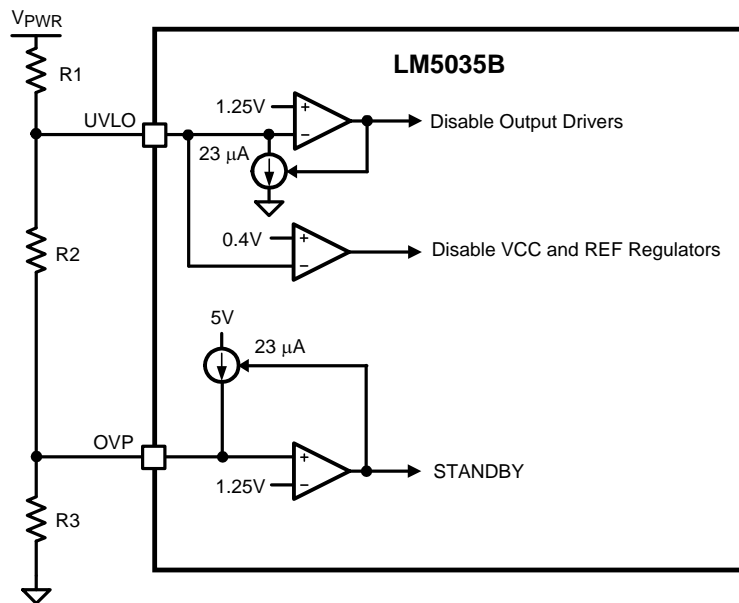 VPWR
LM5035B
R1
1.25V
+
UVLO
Disable Output Drivers
−
23 μA
0.4V
+
R2
Disable VCC and REF Regulators
−
5V
23 μA
OVP
+
STANDBY
1.25V
−
R3